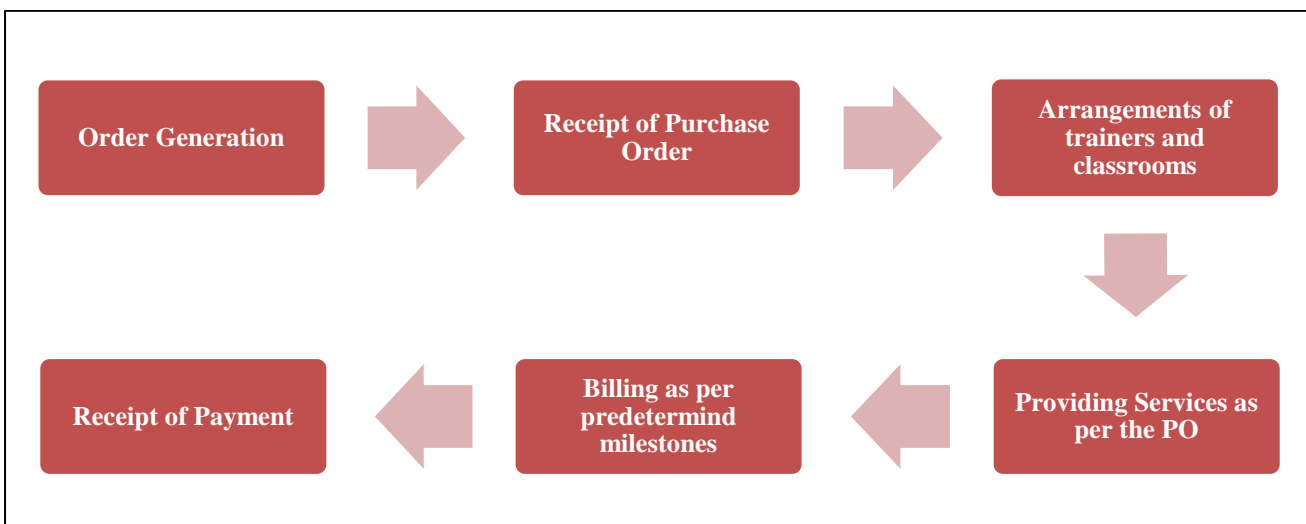 Order Generation
Receipt of Purchase
Order
Arrangements of
trainers and
classrooms
Providing Services as
per the PO
Billing as per
predetermind
milestones
Receipt of Payment